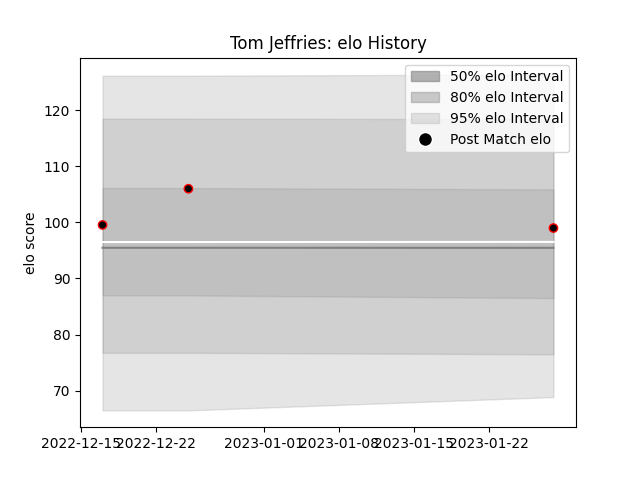 Tom Jeffries: elo History
50% elo Interval
80% elo Interval
95% elo Interval
Post Match elo
elo score
120
110
100
90
80
70
2022-12-15 2022-12-22 2023-01-01 2023-01-08 2023-01-15 2023-01-22